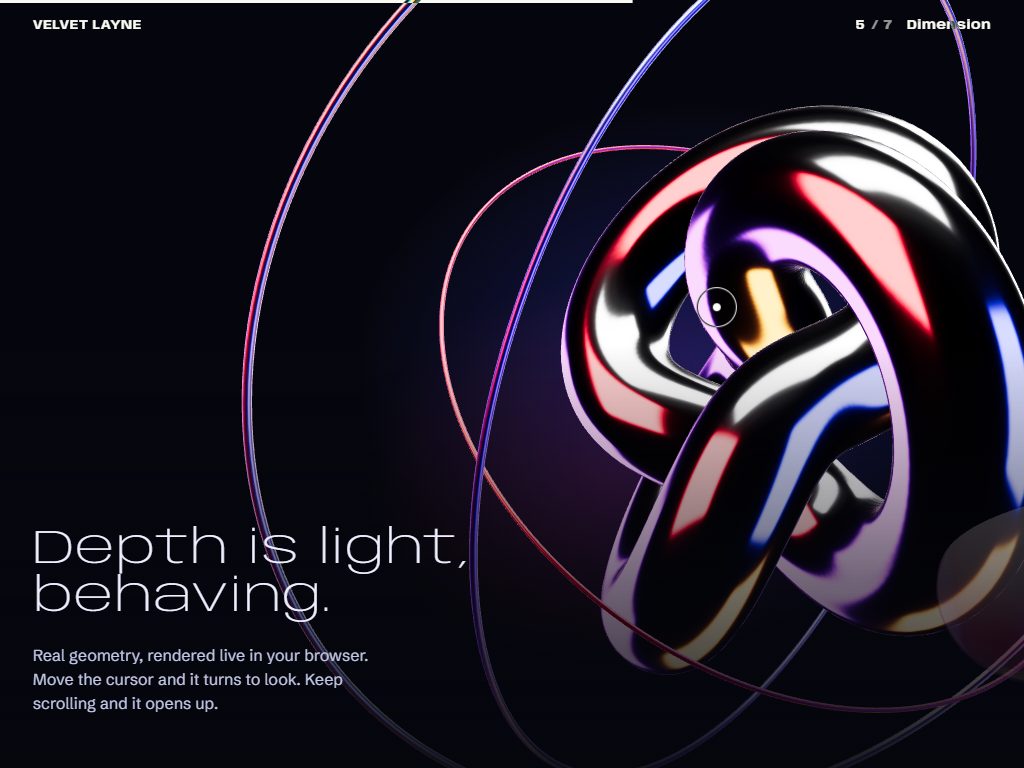 VELVET LAYNE
5 / 7 Dimension
Depth is light,
behaving.
Real geometry, rendered live in your browser.
Move the cursor and it turns to look. Keep
scrolling and it opens up.